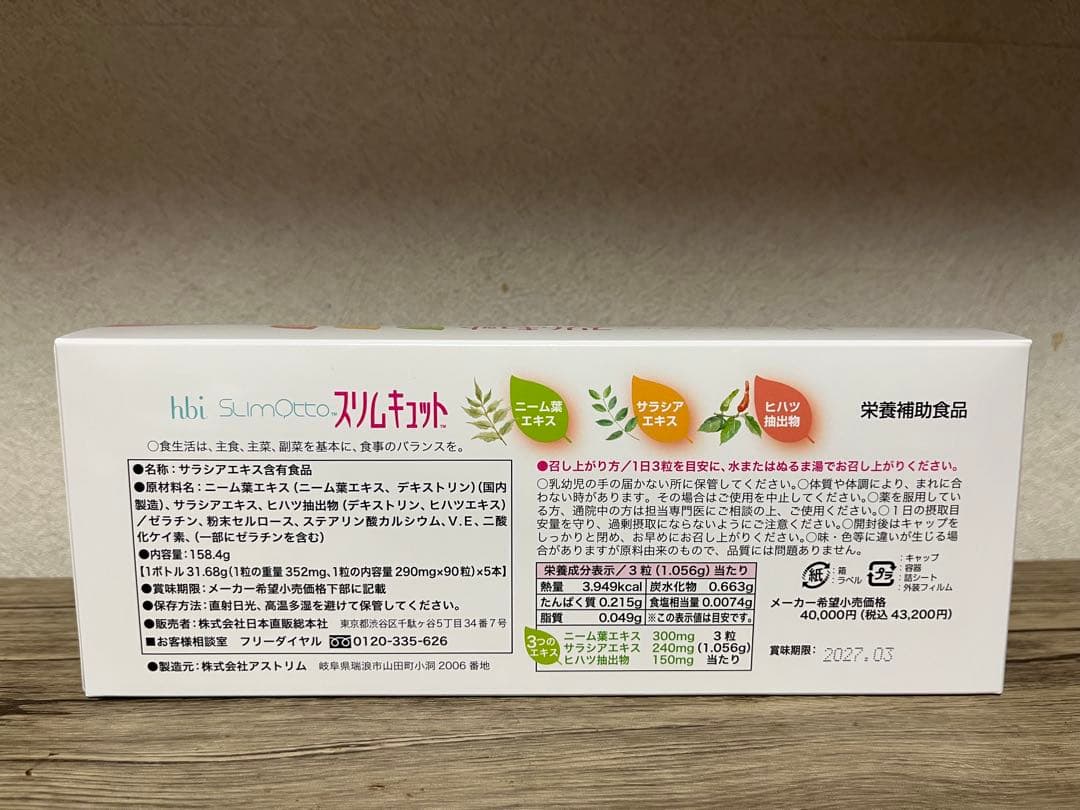 hbi SLimQtto™ スリムキュット™
ニーム葉
エキス
サラシア
エキス
ヒハツ
抽出物
栄養補助食品
○食生活は、主食、主菜、副菜を基本に、食事のバランスを。
●名称：サラシアエキス含有食品
●原材料名：ニーム葉エキス（ニーム葉エキス、デキストリン）（国内
製造）、サラシアエキス、ヒハツ抽出物（デキストリン、ヒハツエキス）
／ゼラチン、粉末セルロース、ステアリン酸カルシウム、V.E、二酸
化ケイ素、（一部にゼラチンを含む）
●内容量：158.4g
【1ボトル31.68g（1粒の重量 352mg、1粒の内容量 290mg×90粒）×5本】
●賞味期限：メーカー希望小売価格下部に記載
●保存方法：直射日光、高温多湿を避けて保管してください。
●販売者：株式会社日本直販総本社 東京都渋谷区千駄ヶ谷5丁目34番7号
■お客様相談室 フリーダイヤル 0120-335-626
●製造元：株式会社アストリム 岐阜県瑞浪市山田町小洞2006番地
●召し上がり方／1日3粒を目安に、水またはぬるま湯でお召し上がりください。
○乳幼児の手の届かない所に保管してください。○体質や体調により、まれに合
わない時があります。その場合はご使用を中止してください。○薬を服用してい
る方、通院中の方は担当専門医にご相談の上、ご使用ください。○1日の摂取目
安量を守り、過剰摂取にならないようにご注意ください。○開封後はキャップを
しっかりと閉め、お早めにお召し上がりください。○味・色等に違いが生じる場
合がありますが原料由来のもので、品質には問題ありません。
栄養成分表示／3粒（1.056g）当たり
熱量 3.949kcal 炭水化物 0.663g
たんぱく質 0.215g 食塩相当量 0.0074g
脂質 0.049g ※この表示値は目安です。
3つの
エキス
ニーム葉エキス 300mg 3粒
サラシアエキス 240mg (1.056g)
ヒハツ抽出物 150mg 当たり
紙
：箱
：ラベル
プラ
：キャップ
：容器
：詰シート
：外装フィルム
メーカー希望小売価格
40,000円（税込 43,200円）
賞味期限： 2027.03